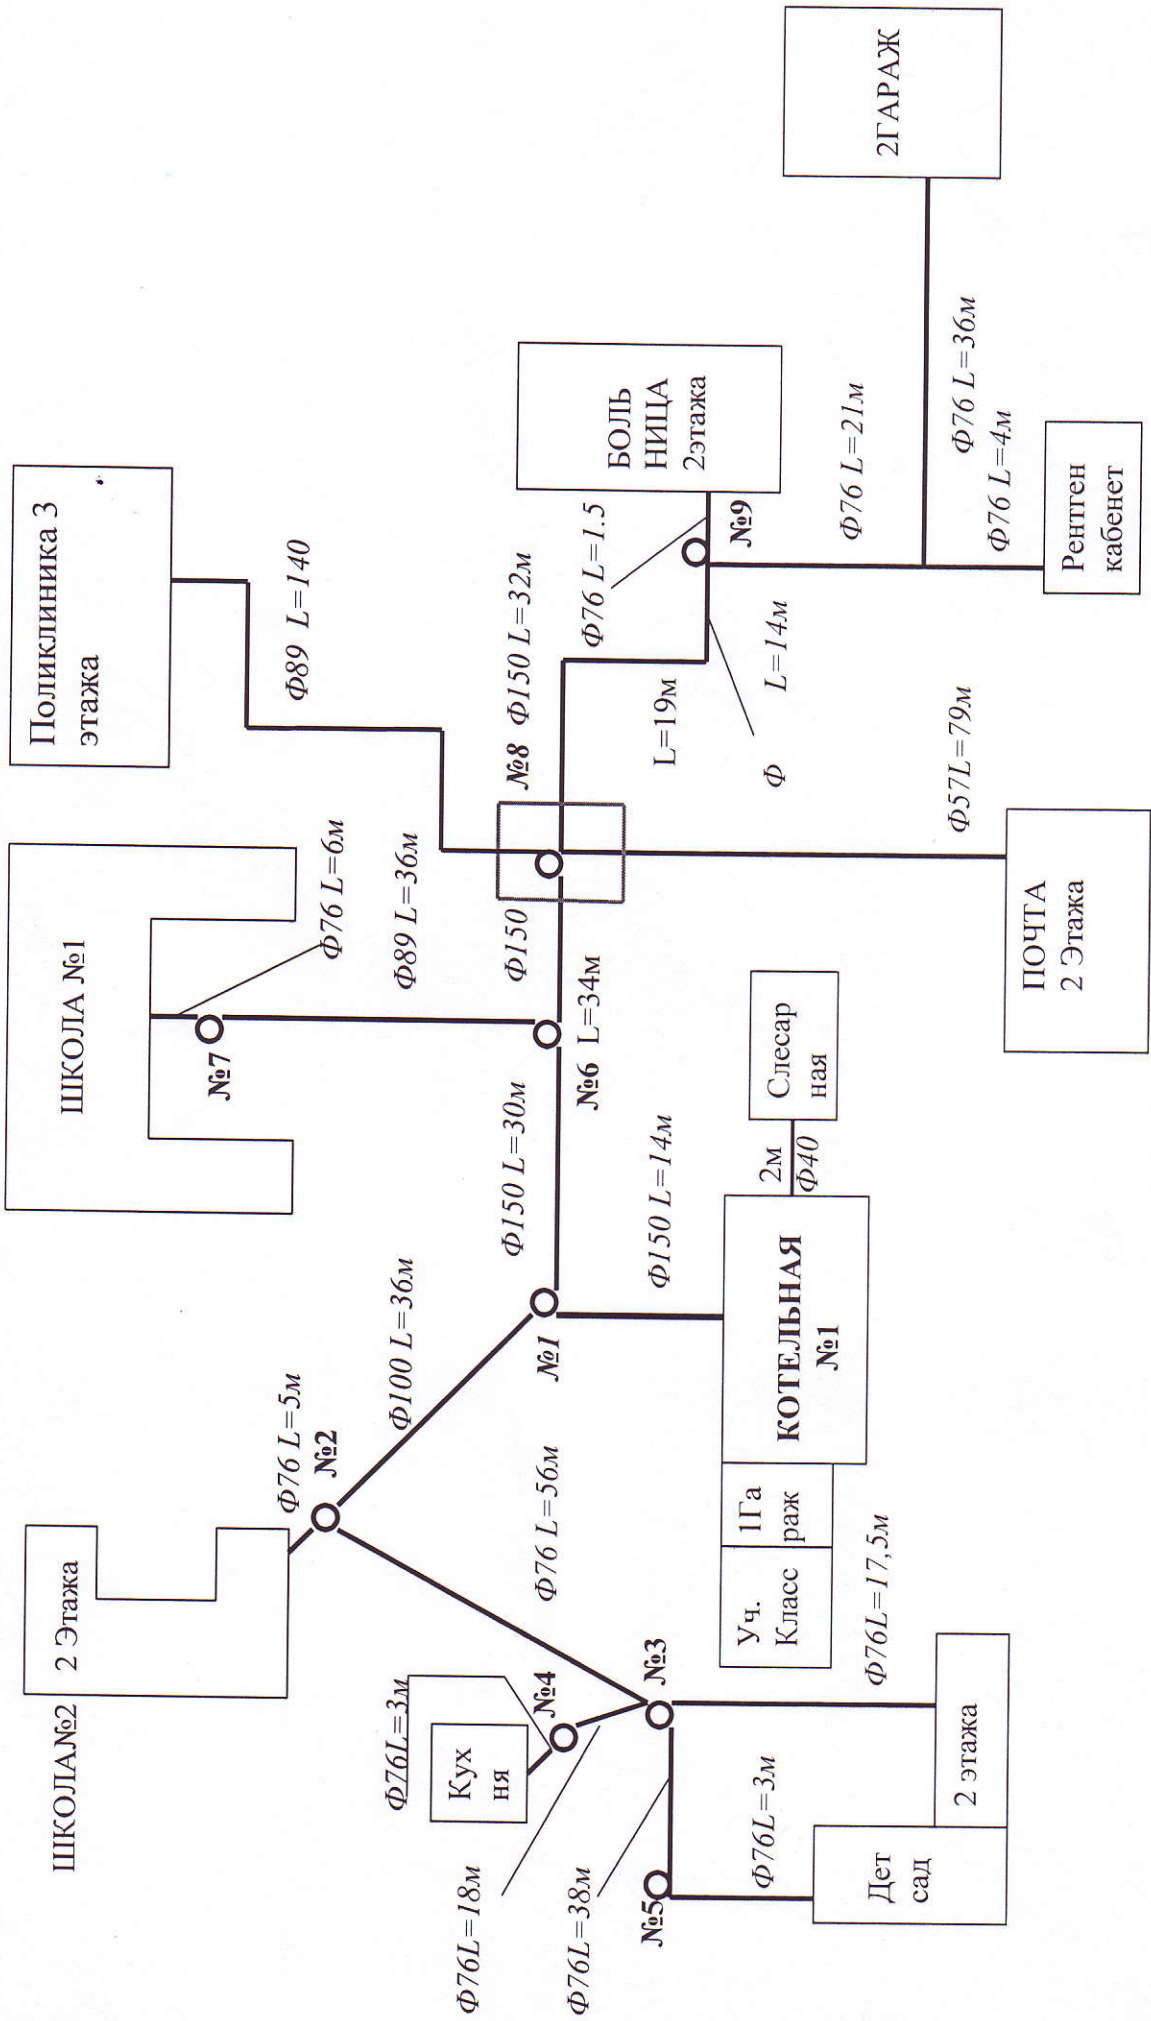 ШКОЛА№2
2 Этажа
Ф76 L=5м
№2
Ф100 L=36м
№1
Ф76 L=56м
Ф76L=3м
Кух
ня
№4
№3
Ф76L=18м
Ф76L=38м
№5
Ф76L=3м
Дет
сад
2 этажа
Ф76L=17,5м
Уч.
Класс
1Га
раж
КОТЕЛЬНАЯ
№1
2м
Ф40
Слесар
ная
Ф150 L=14м
Ф150 L=30м
№6 L=34м
ШКОЛА №1
№7
Ф76 L=6м
Ф89 L=36м
Ф150
Поликлиника 3
этажа
Ф89 L=140
№8 Ф150 L=32м
L=19м
Ф L=14м
Ф76 L=1.5
№9
БОЛЬ
НИЦА
2этажа
Ф57L=79м
ПОЧТА
2 Этажа
Ф76 L=21м
Ф76 L=36м
Ф76 L=4м
Рентген
кабенет
2ГАРАЖ